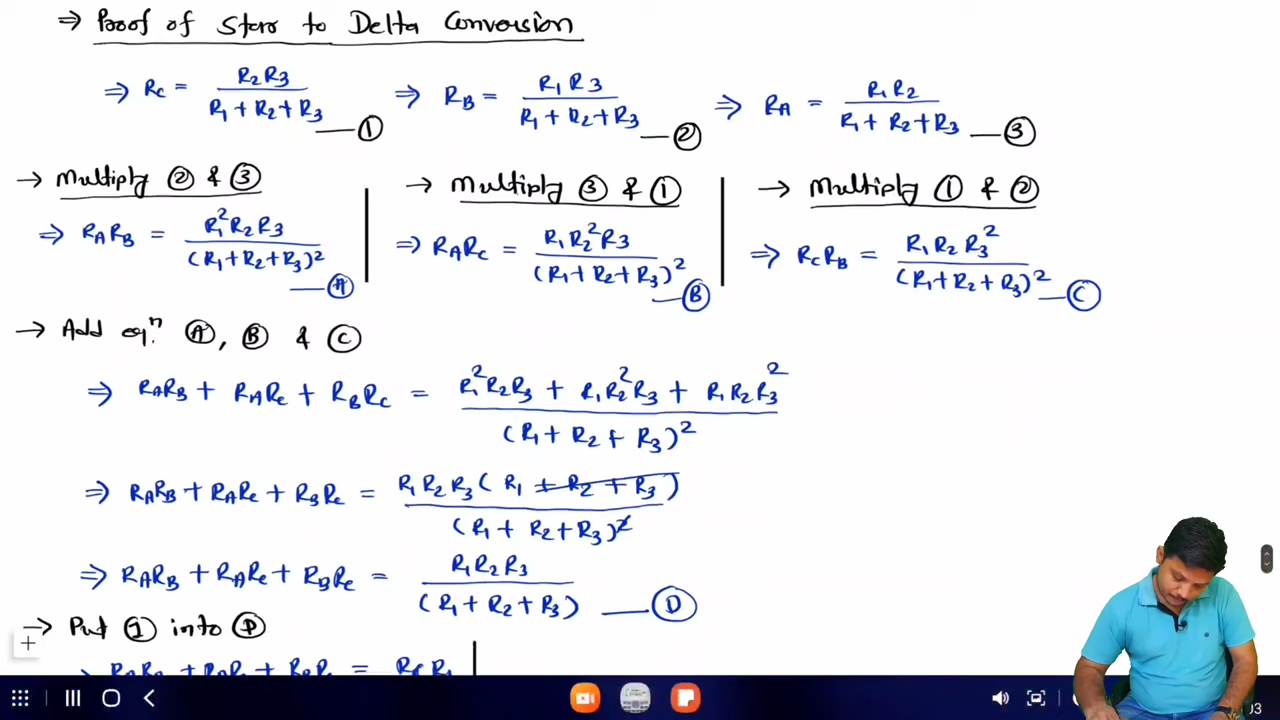 ⇒ Proof of Star to Delta Conversion
⇒ Rc = R2R3 / R1 + R2 + R3 —① ⇒ RB = R1R3 / R1 + R2 + R3 —② ⇒ RA = R1R2 / R1 + R2 + R3 —③
→ Multiply ② & ③
⇒ RARB = R1²R2R3 / (R1+R2+R3)² —Ⓐ
→ Multiply ③ & ①
⇒ RARc = R1R2²R3 / (R1+R2+R3)² —Ⓑ
→ Multiply ① & ②
⇒ RcRB = R1R2R3² / (R1+R2+R3)² —Ⓒ
→ Add eqⁿ. Ⓐ, Ⓑ & Ⓒ
⇒ RARB + RARc + RBRc = R1²R2R3 + R1R2²R3 + R1R2R3² / (R1 + R2 + R3)²
⇒ RARB + RARc + RBRc = R1R2R3(R1 + R2 + R3) / (R1 + R2 + R3)²
⇒ RARB + RARc + RBRc = R1R2R3 / (R1 + R2 + R3) —Ⓓ
→ Put ① into Ⓓ